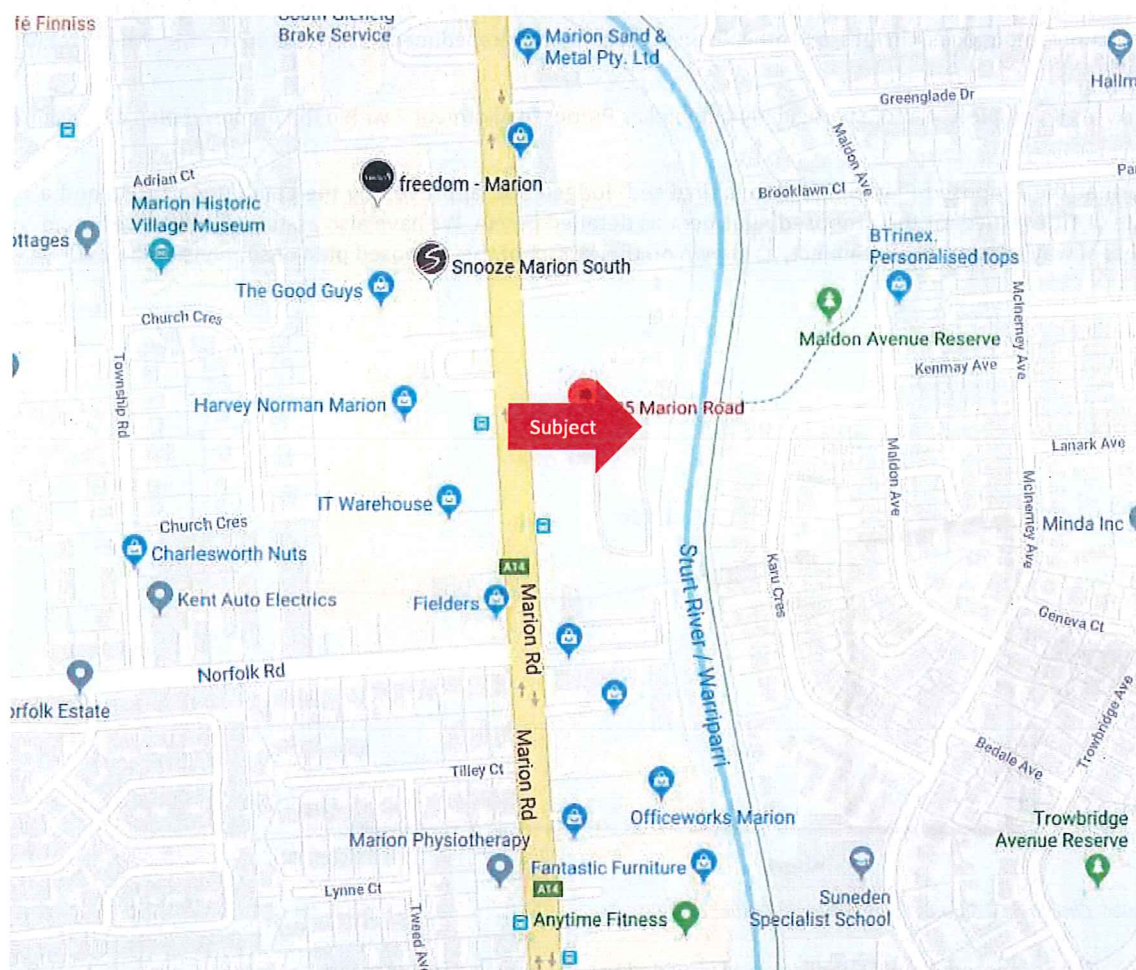 fé Finniss
Brake Service
Marion Sand &
Metal Pty. Ltd
Hallm
Greenglade Dr
Maldon Ave
Adrian Ct
freedom - Marion
Brooklawn Cl
Marion Historic
Village Museum
ottages
BTrinex.
Personalised tops
Snooze Marion South
The Good Guys
McInerney Ave
Church Cres
Maldon Avenue Reserve
Township Rd
Kenmay Ave
Harvey Norman Marion
5 Marion Road
Subject
Lanark Ave
Maldon Ave
IT Warehouse
McInerney Ave
Church Cres
Minda Inc
Charlesworth Nuts
Sturt River / Warriparri
Karu Cres
A14
Kent Auto Electrics
Fielders
Marion Rd
Geneva Ct
Norfolk Rd
Trowbridge Ave
orfolk Estate
Marion Rd
Bedale Ave
Tilley Ct
Officeworks Marion
Trowbridge
Avenue Reserve
Marion Physiotherapy
Fantastic Furniture
Lynne Ct
A14
Suneden
Specialist School
Tweed Ave
Anytime Fitness